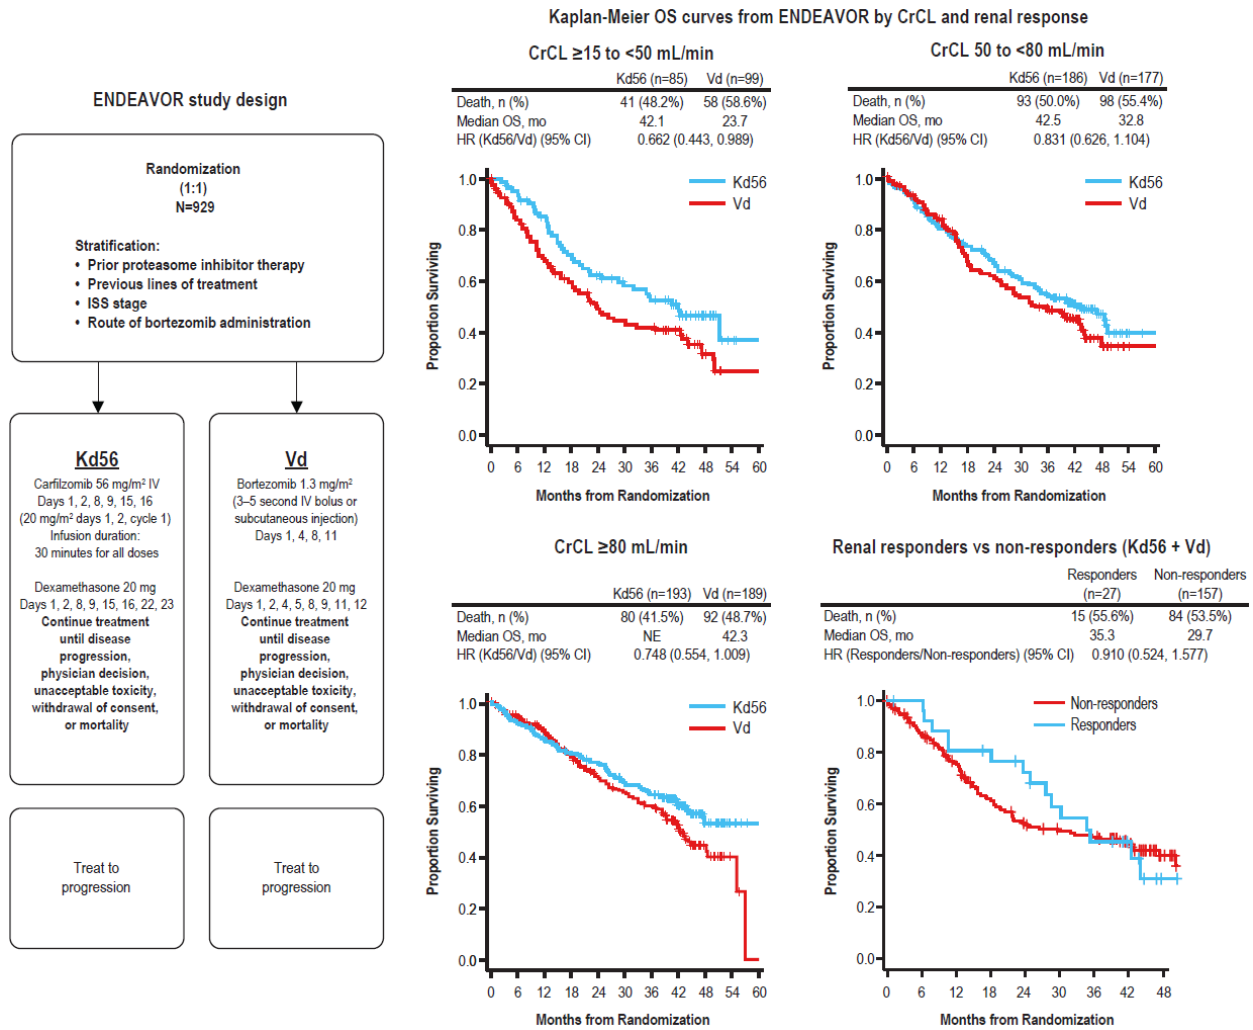 Kaplan-Meier OS curves from ENDEAVOR by CrCL and renal response
ENDEAVOR study design
Randomization
(1:1)
N=929
Stratification:
• Prior proteasome inhibitor therapy
• Previous lines of treatment
• ISS stage
• Route of bortezomib administration
Kd56
Carfilzomib 56 mg/m² IV
Days 1, 2, 8, 9, 15, 16
(20 mg/m² days 1, 2, cycle 1)
Infusion duration:
30 minutes for all doses
Dexamethasone 20 mg
Days 1, 2, 8, 9, 15, 16, 22, 23
Continue treatment
until disease
progression,
physician decision,
unacceptable toxicity,
withdrawal of consent,
or mortality
Vd
Bortezomib 1.3 mg/m²
(3–5 second IV bolus or
subcutaneous injection)
Days 1, 4, 8, 11
Dexamethasone 20 mg
Days 1, 2, 4, 5, 8, 9, 11, 12
Continue treatment
until disease
progression,
physician decision,
unacceptable toxicity,
withdrawal of consent,
or mortality
Treat to
progression
Treat to
progression
CrCL ≥15 to <50 mL/min
Kd56 (n=85) Vd (n=99)
Death, n (%) 41 (48.2%) 58 (58.6%)
Median OS, mo 42.1 23.7
HR (Kd56/Vd) (95% CI) 0.662 (0.443, 0.989)
Kd56
Vd
Proportion Surviving
1.0
0.8
0.6
0.4
0.2
0.0
0 6 12 18 24 30 36 42 48 54 60
Months from Randomization
CrCL 50 to <80 mL/min
Kd56 (n=186) Vd (n=177)
Death, n (%) 93 (50.0%) 98 (55.4%)
Median OS, mo 42.5 32.8
HR (Kd56/Vd) (95% CI) 0.831 (0.626, 1.104)
Kd56
Vd
Proportion Surviving
1.0
0.8
0.6
0.4
0.2
0.0
0 6 12 18 24 30 36 42 48 54 60
Months from Randomization
CrCL ≥80 mL/min
Kd56 (n=193) Vd (n=189)
Death, n (%) 80 (41.5%) 92 (48.7%)
Median OS, mo NE 42.3
HR (Kd56/Vd) (95% CI) 0.748 (0.554, 1.009)
Kd56
Vd
Proportion Surviving
1.0
0.8
0.6
0.4
0.2
0.0
0 6 12 18 24 30 36 42 48 54 60
Months from Randomization
Renal responders vs non-responders (Kd56 + Vd)
Responders Non-responders
(n=27) (n=157)
Death, n (%) 15 (55.6%) 84 (53.5%)
Median OS, mo 35.3 29.7
HR (Responders/Non-responders) (95% CI) 0.910 (0.524, 1.577)
Non-responders
Responders
Proportion Surviving
1.0
0.8
0.6
0.4
0.2
0.0
0 6 12 18 24 30 36 42 48
Months from Randomization